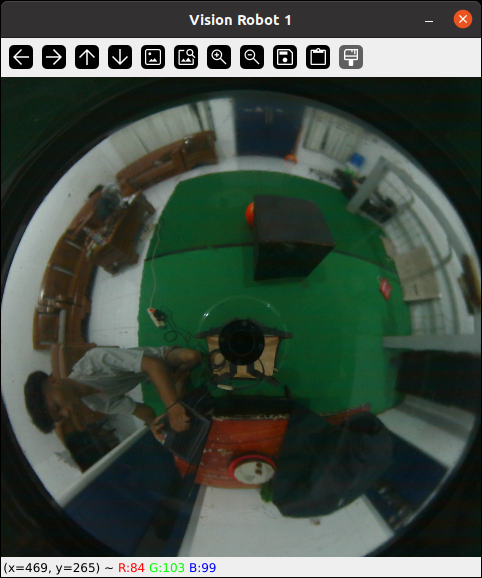 Vision Robot 1
(x=469, y=265) ~ R:84 G:103 B:99